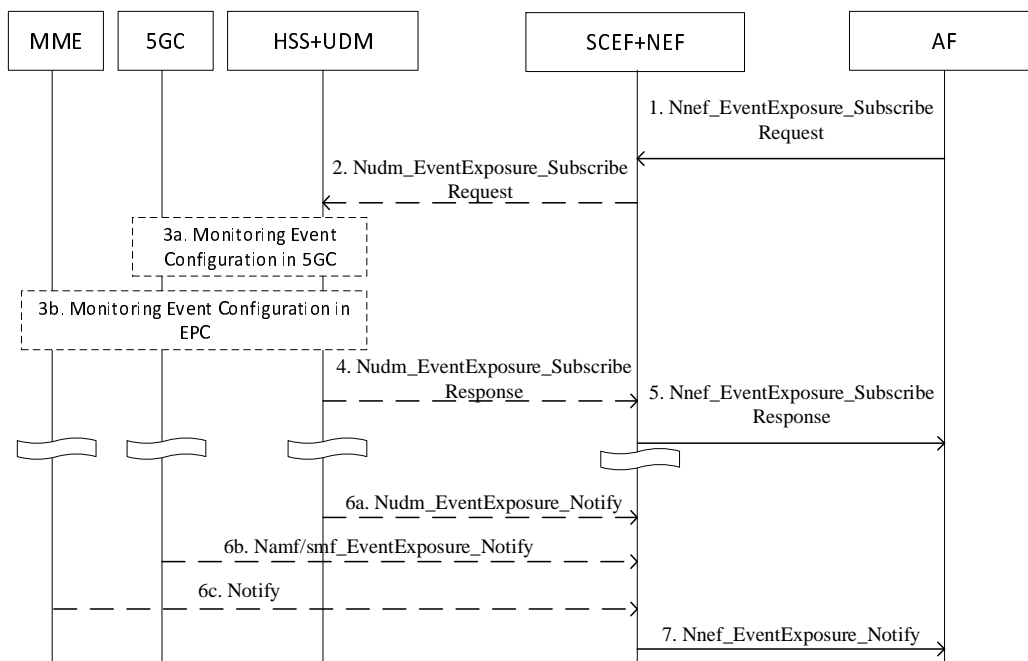 MME
5GC
HSS+UDM
SCEF+NEF
AF
1. Nnef_EventExposure_Subscribe
Request
2. Nudm_EventExposure_Subscribe
Request
3a. Monitoring Event
Configuration in 5GC
3b. Monitoring Event Configuration in
EPC
4. Nudm_EventExposure_Subscribe
Response
5. Nnef_EventExposure_Subscribe
Response
6a. Nudm_EventExposure_Notify
6b. Namf/smf_EventExposure_Notify
6c. Notify
7. Nnef_EventExposure_Notify